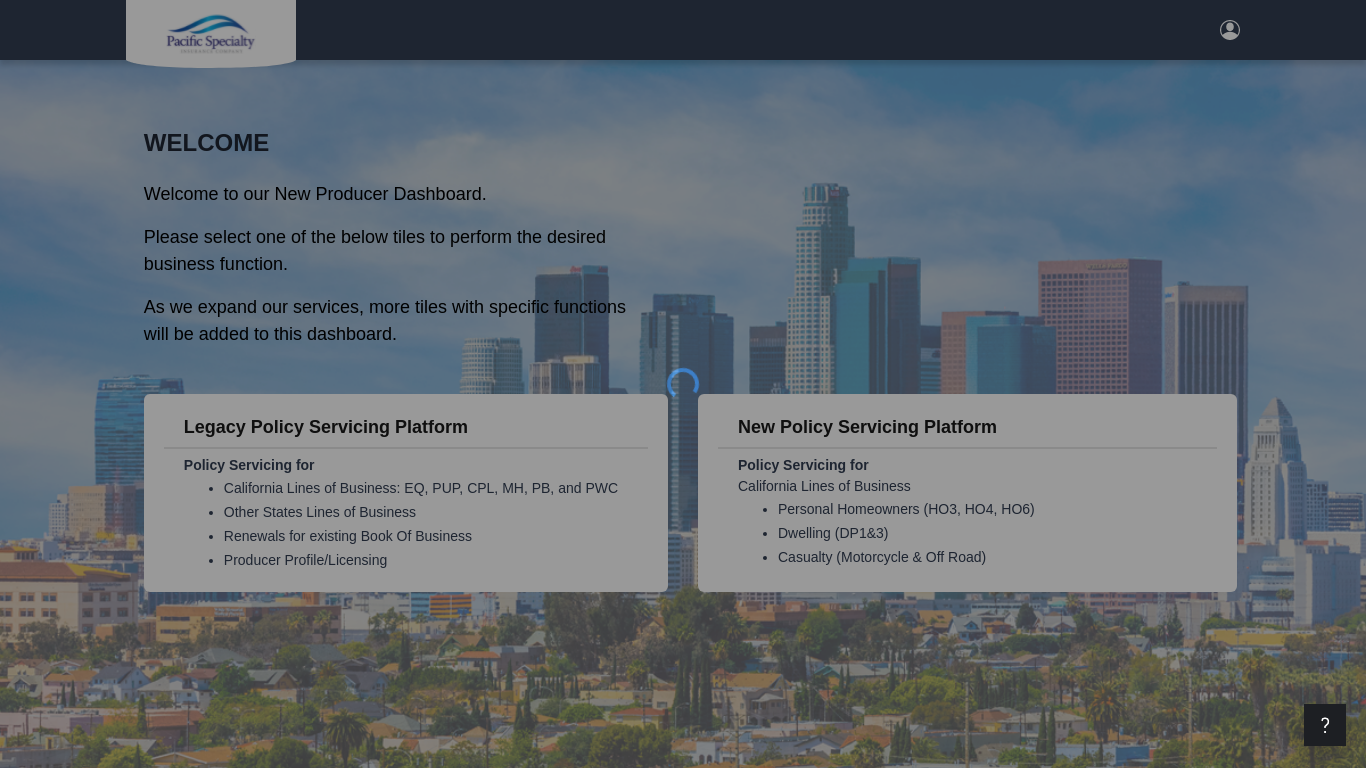 Pacific Specialty
INSURANCE COMPANY
WELCOME
Welcome to our New Producer Dashboard.
Please select one of the below tiles to perform the desired
business function.
As we expand our services, more tiles with specific functions
will be added to this dashboard.
Legacy Policy Servicing Platform
Policy Servicing for
California Lines of Business: EQ, PUP, CPL, MH, PB, and PWC
Other States Lines of Business
Renewals for existing Book Of Business
Producer Profile/Licensing
New Policy Servicing Platform
Policy Servicing for
California Lines of Business
Personal Homeowners (HO3, HO4, HO6)
Dwelling (DP1&3)
Casualty (Motorcycle & Off Road)
?